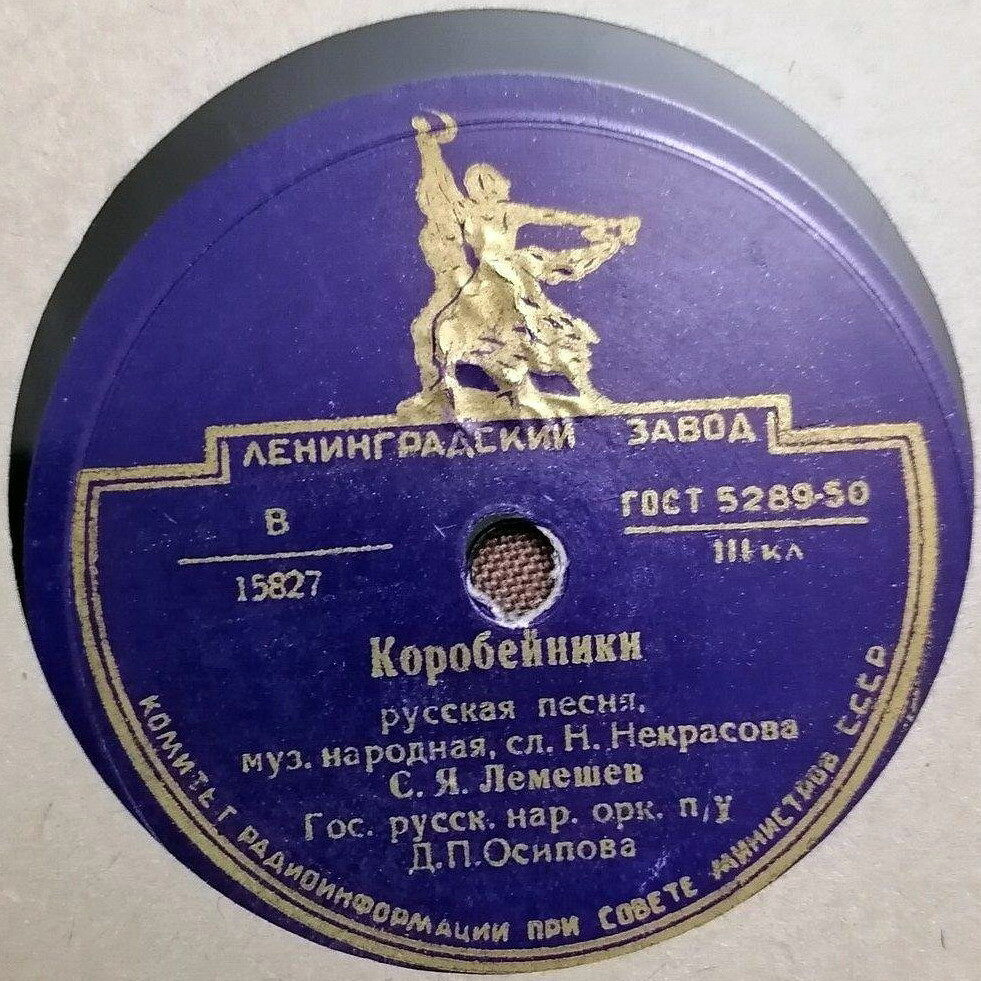 ЛЕНИНГРАДСКИЙ ЗАВОД
В
15827
ГОСТ 5289-50
III кл
Коробейники
русская песня,
муз. народная, сл. Н. Некрасова
С. Я. Лемешев
Гос. русск. нар. орк. п/у
Д.П.Осипова
КОМИТЕТ РАДИОИНФОРМАЦИИ ПРИ СОВЕТЕ МИНИСТРОВ СССР